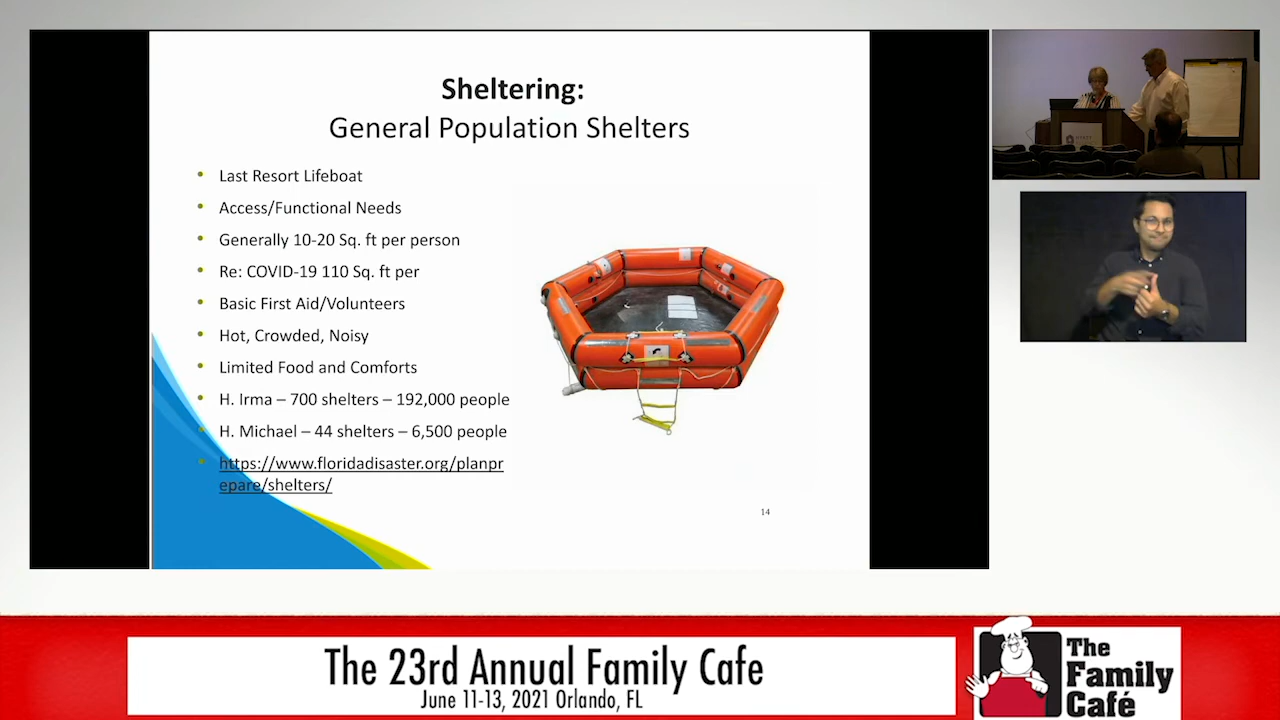 Sheltering:
General Population Shelters
Last Resort Lifeboat
Access/Functional Needs
Generally 10-20 Sq. ft per person
Re: COVID-19 110 Sq. ft per
Basic First Aid/Volunteers
Hot, Crowded, Noisy
Limited Food and Comforts
H. Irma – 700 shelters – 192,000 people
H. Michael – 44 shelters – 6,500 people
https://www.floridadisaster.org/planpr
epare/shelters/
14
The 23rd Annual Family Cafe
June 11-13, 2021 Orlando, FL
The
Family
Café